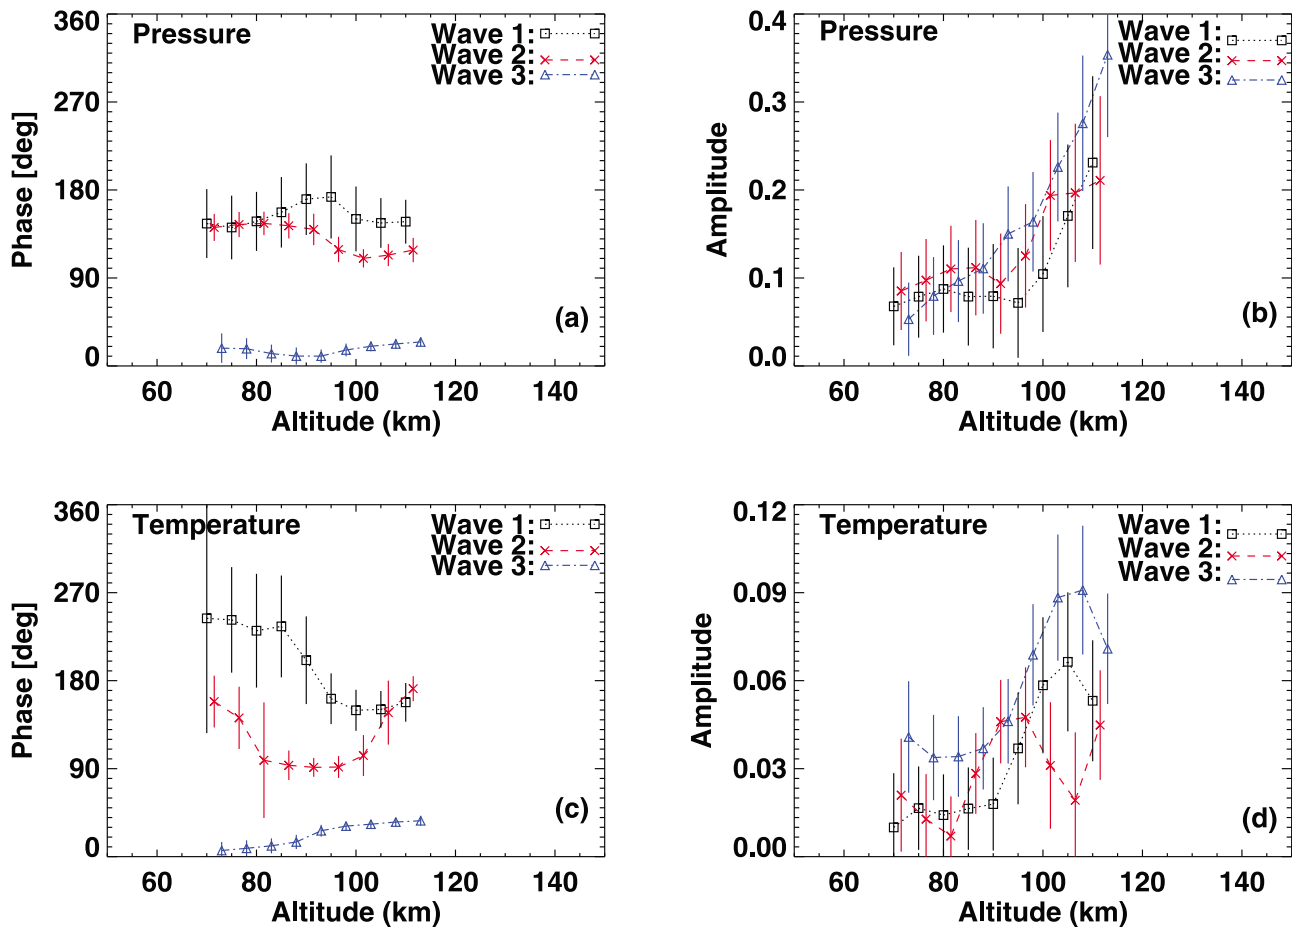 Pressure
Wave 1:
Wave 2:
Wave 3:
360
270
180
90
0
Phase [deg]
(a)
60 80 100 120 140
Altitude (km)
Pressure
Wave 1:
Wave 2:
Wave 3:
0.4
0.3
0.2
0.1
0.0
Amplitude
(b)
60 80 100 120 140
Altitude (km)
Temperature
Wave 1:
Wave 2:
Wave 3:
360
270
180
90
0
Phase [deg]
(c)
60 80 100 120 140
Altitude (km)
Temperature
Wave 1:
Wave 2:
Wave 3:
0.12
0.09
0.06
0.03
0.00
Amplitude
(d)
60 80 100 120 140
Altitude (km)